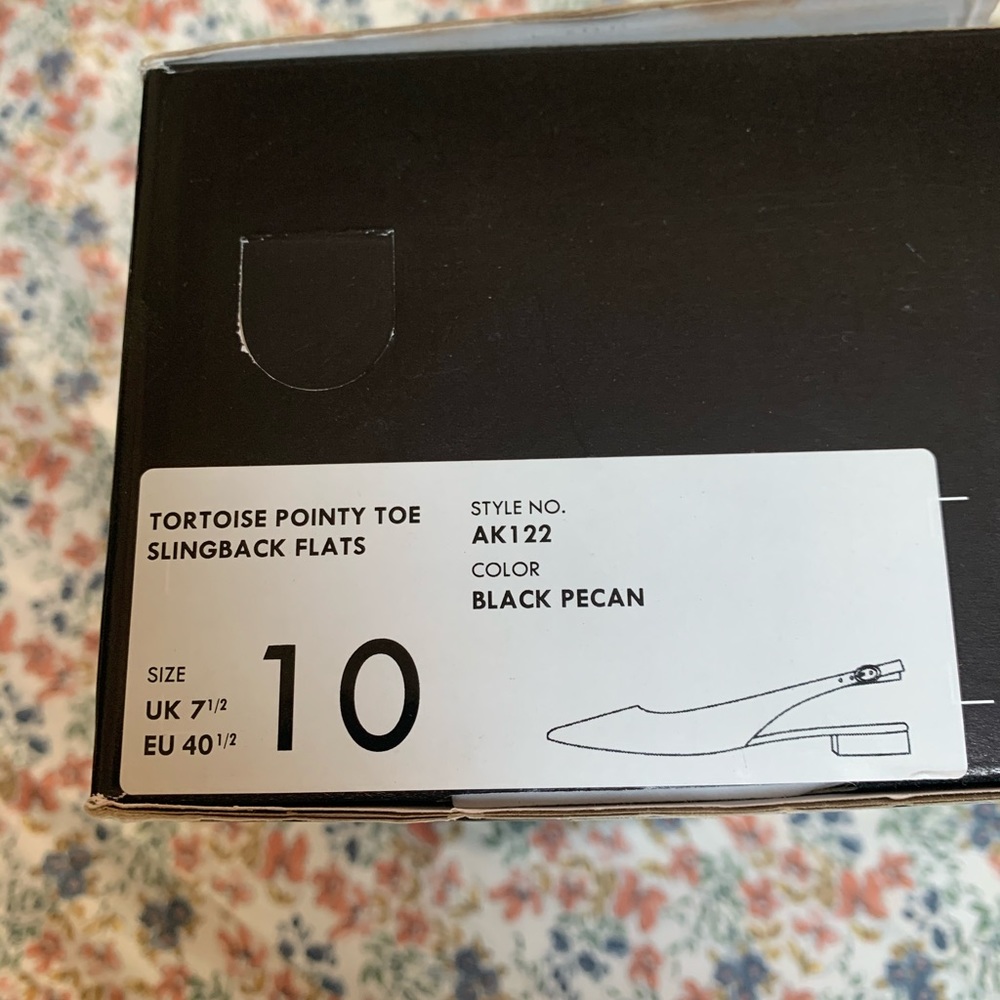 TORTOISE POINTY TOE
SLINGBACK FLATS
STYLE NO.
AK122
COLOR
BLACK PECAN
SIZE
UK 7 1/2
EU 40 1/2
10